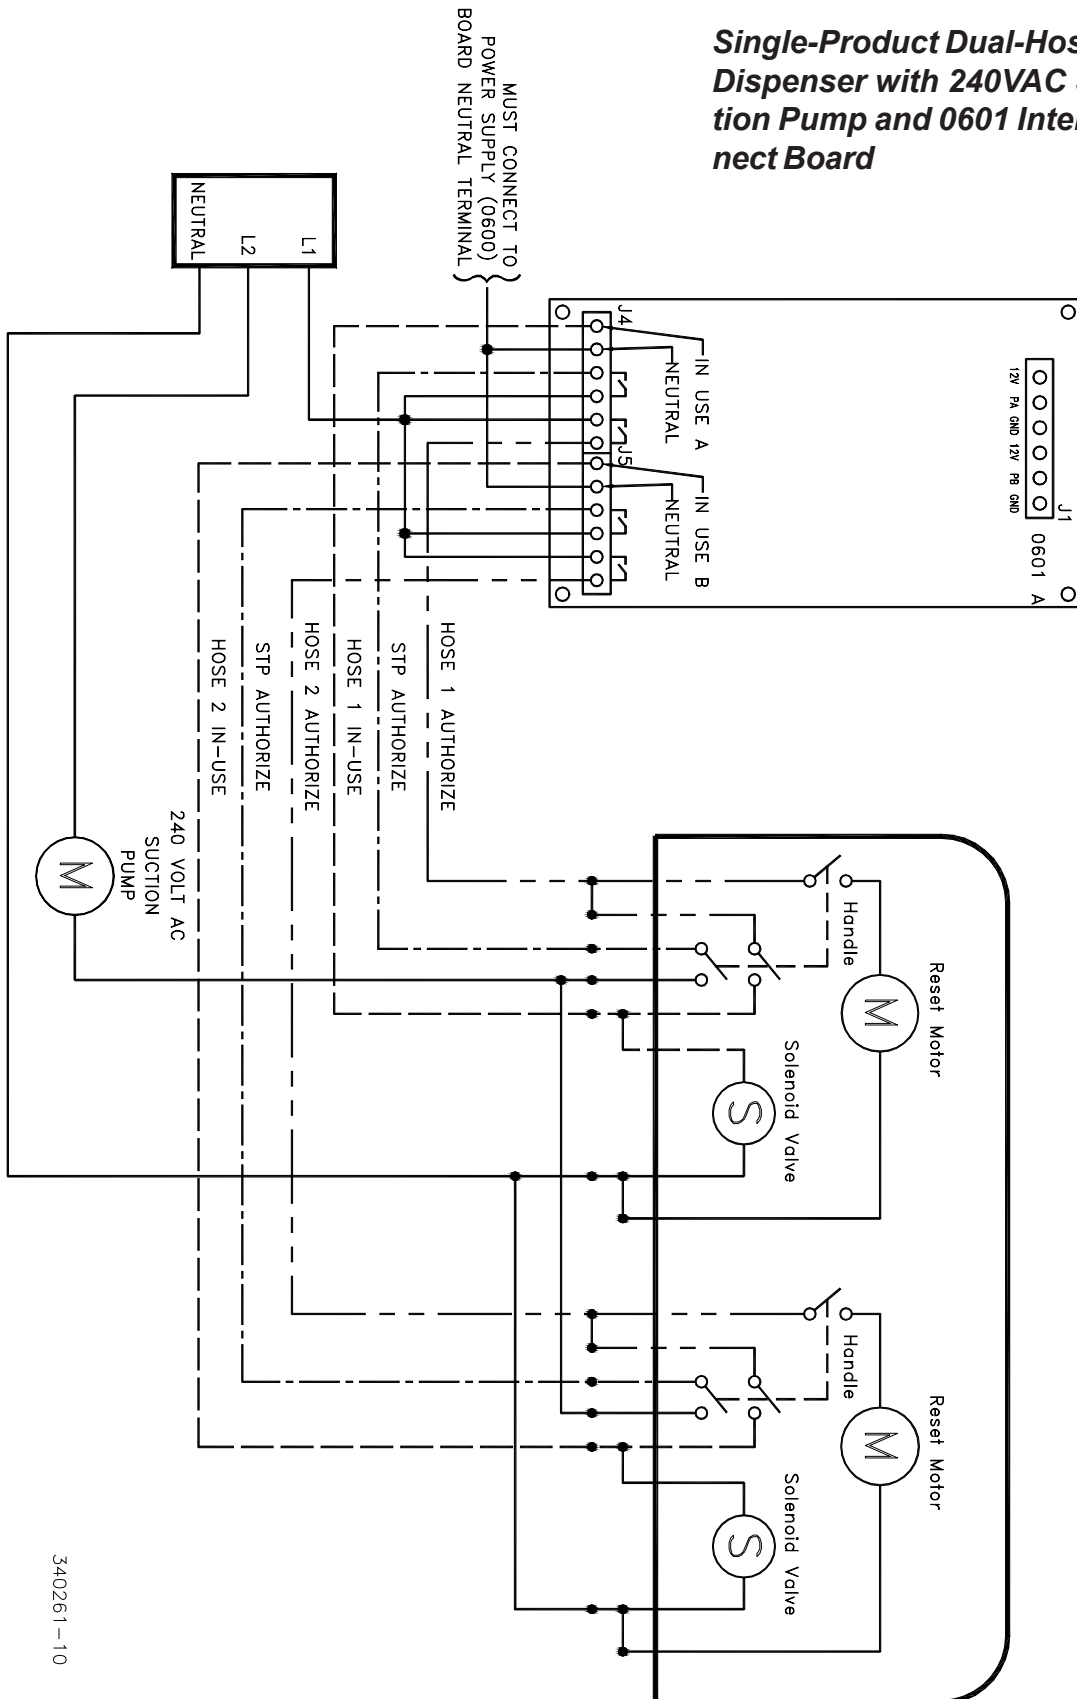 Single-Product Dual-Hos
Dispenser with 240VAC
tion Pump and 0601 Inter
nect Board
MUST CONNECT TO
POWER SUPPLY (0600)
BOARD NEUTRAL TERMINAL
L1
L2
NEUTRAL
J4
IN USE A
NEUTRAL
J5
IN USE B
NEUTRAL
J1
12V PA GND 12V PB GND
0601 A
HOSE 1 AUTHORIZE
STP AUTHORIZE
HOSE 1 IN-USE
HOSE 2 AUTHORIZE
STP AUTHORIZE
HOSE 2 IN-USE
240 VOLT AC
SUCTION
PUMP
M
Handle
Reset Motor
M
Solenoid Valve
S
Handle
Reset Motor
M
Solenoid Valve
S
340261-10